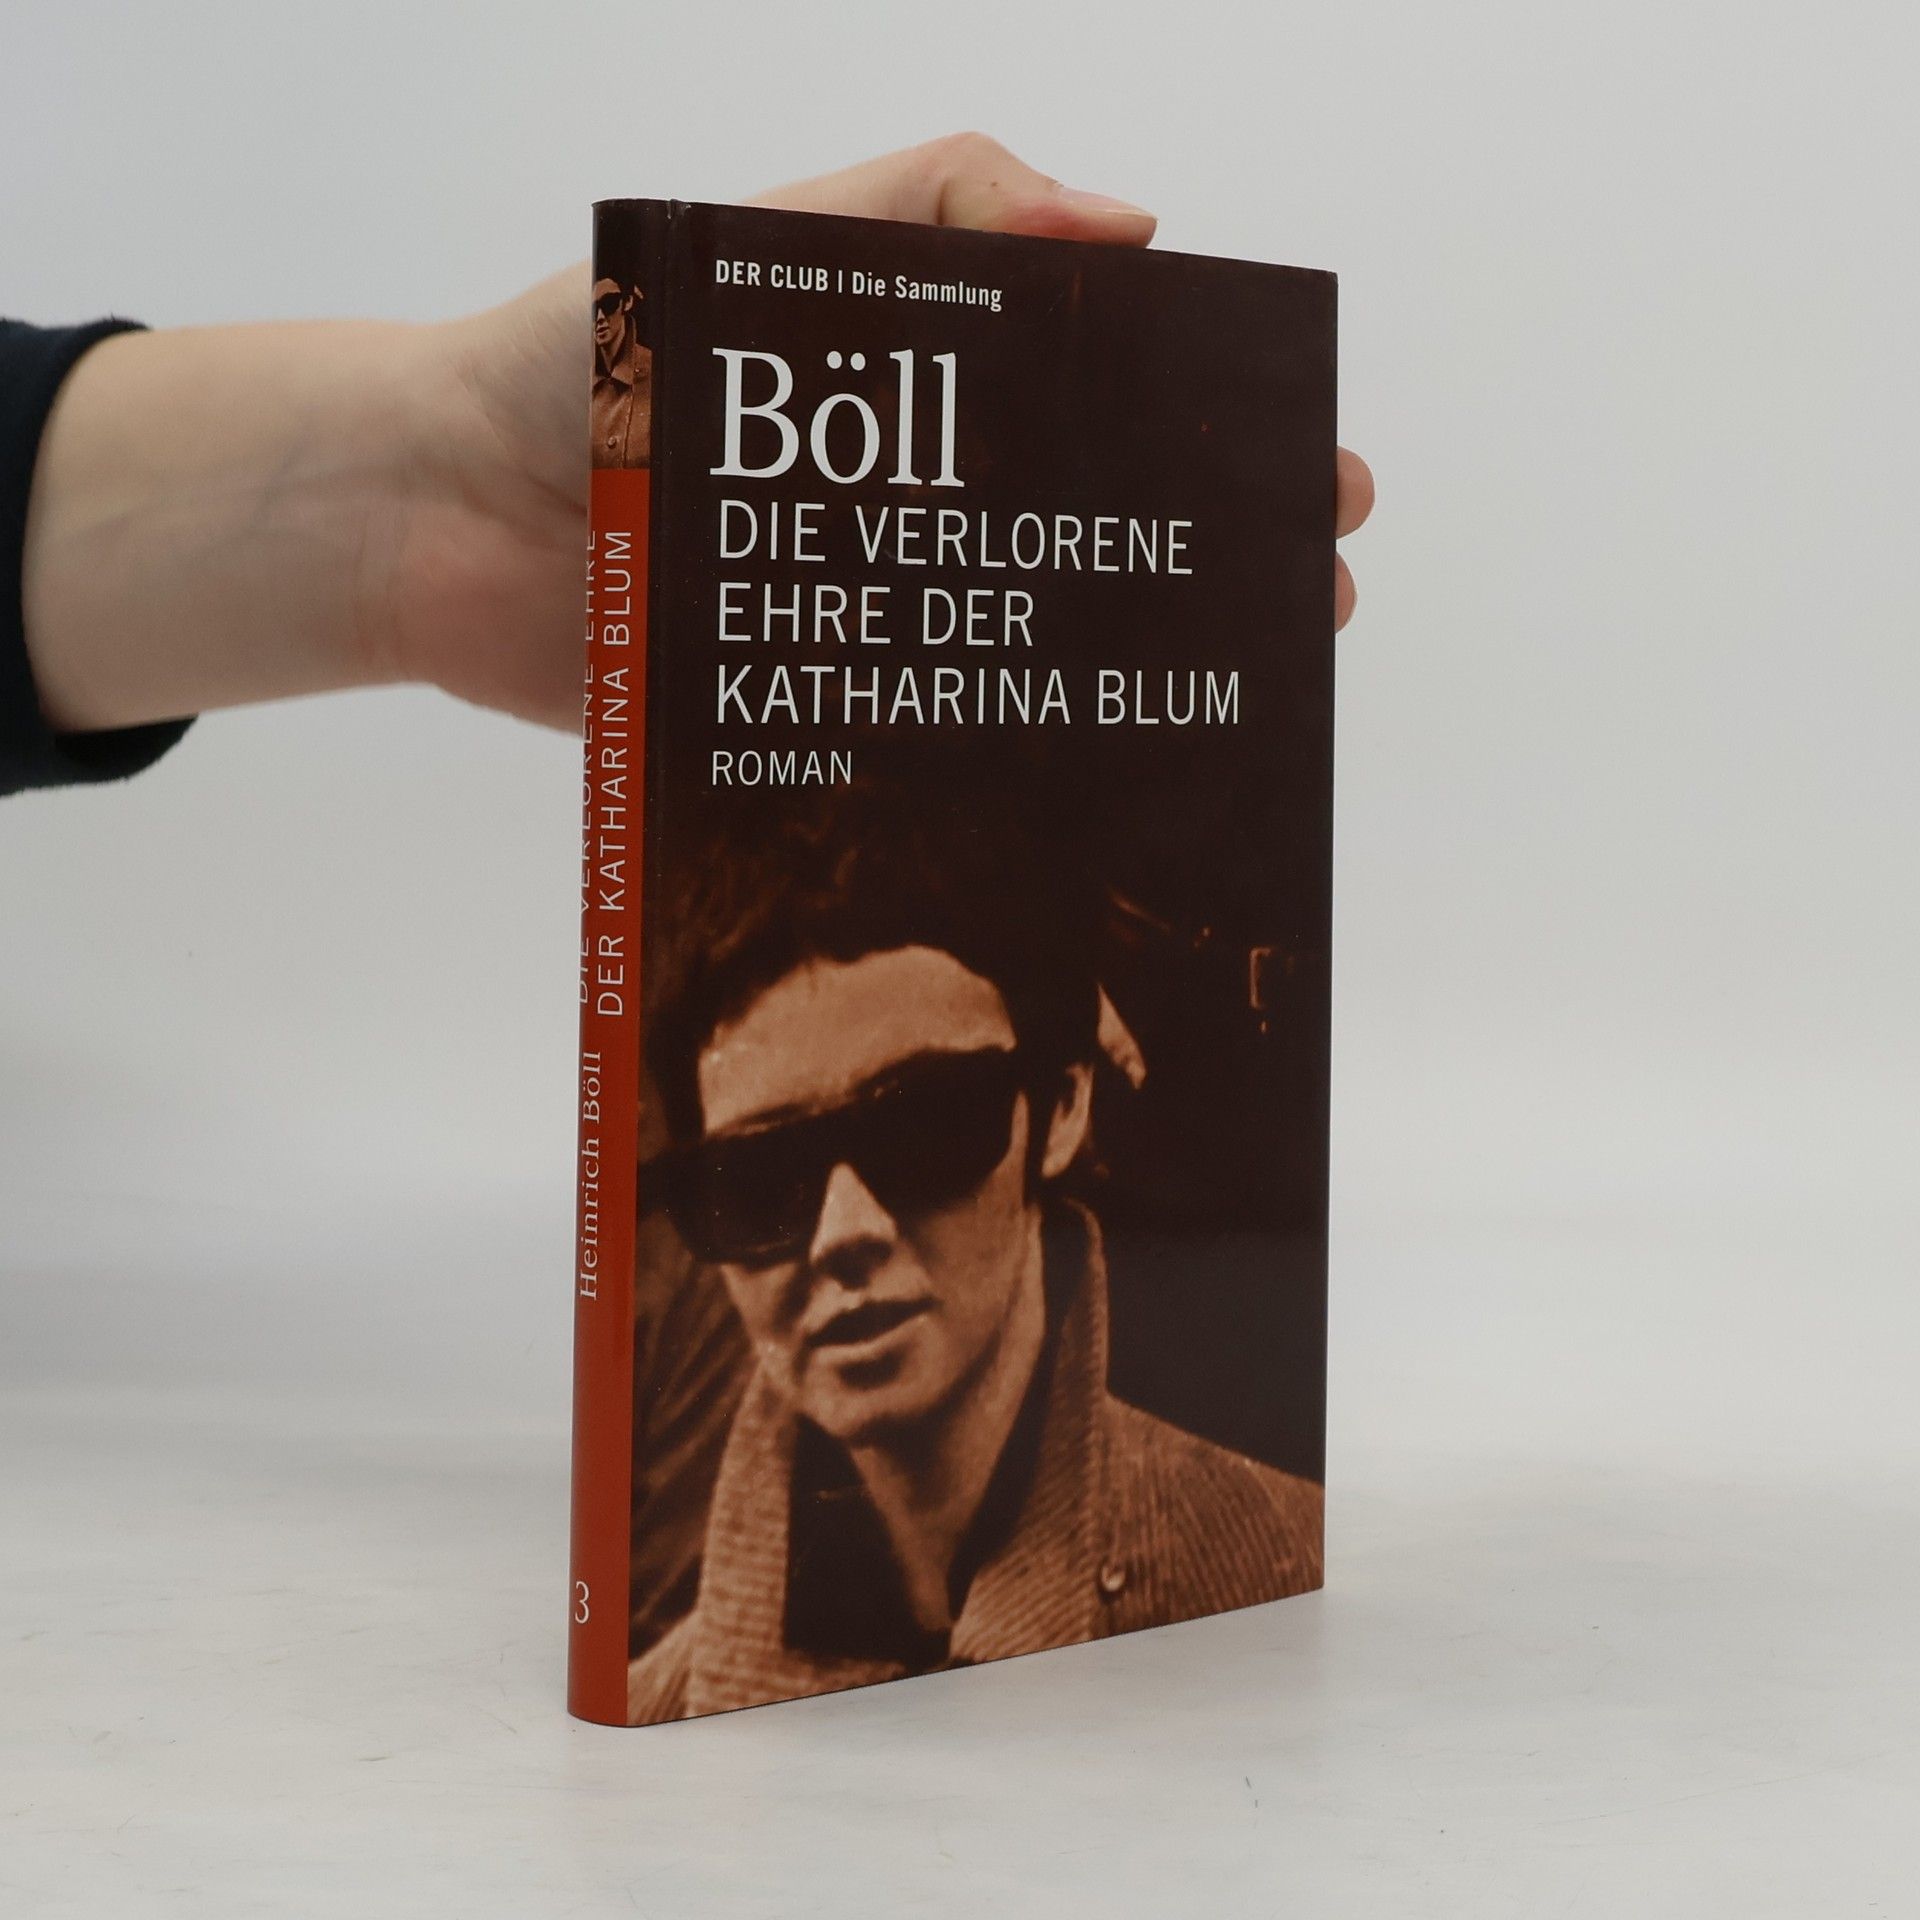 DER CLUB | Die Sammlung
Böll
DIE VERLORENE
EHRE DER
KATHARINA BLUM
ROMAN
Heinrich Böll
DIE VERLORENE EHRE
DER KATHARINA BLUM
3